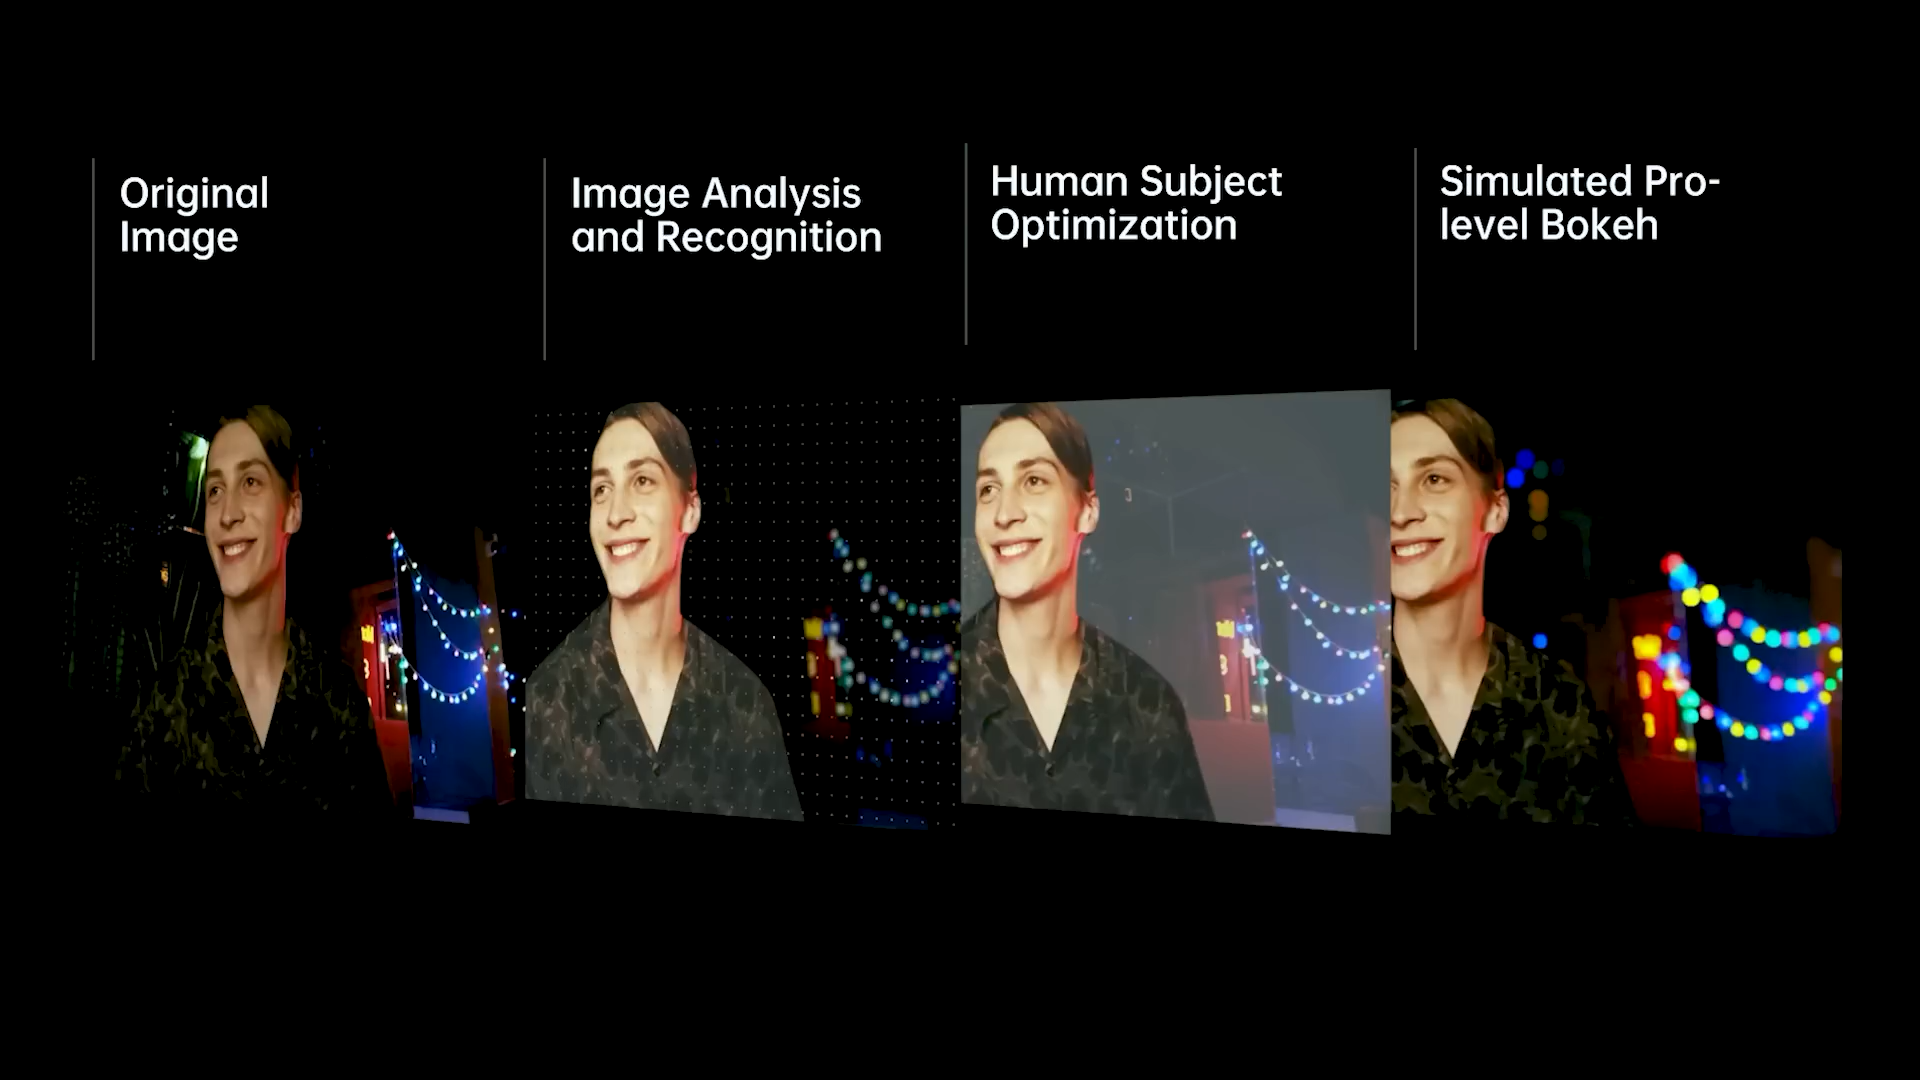 Original
Image
Image Analysis
and Recognition
Human Subject
Optimization
Simulated Pro-
level Bokeh